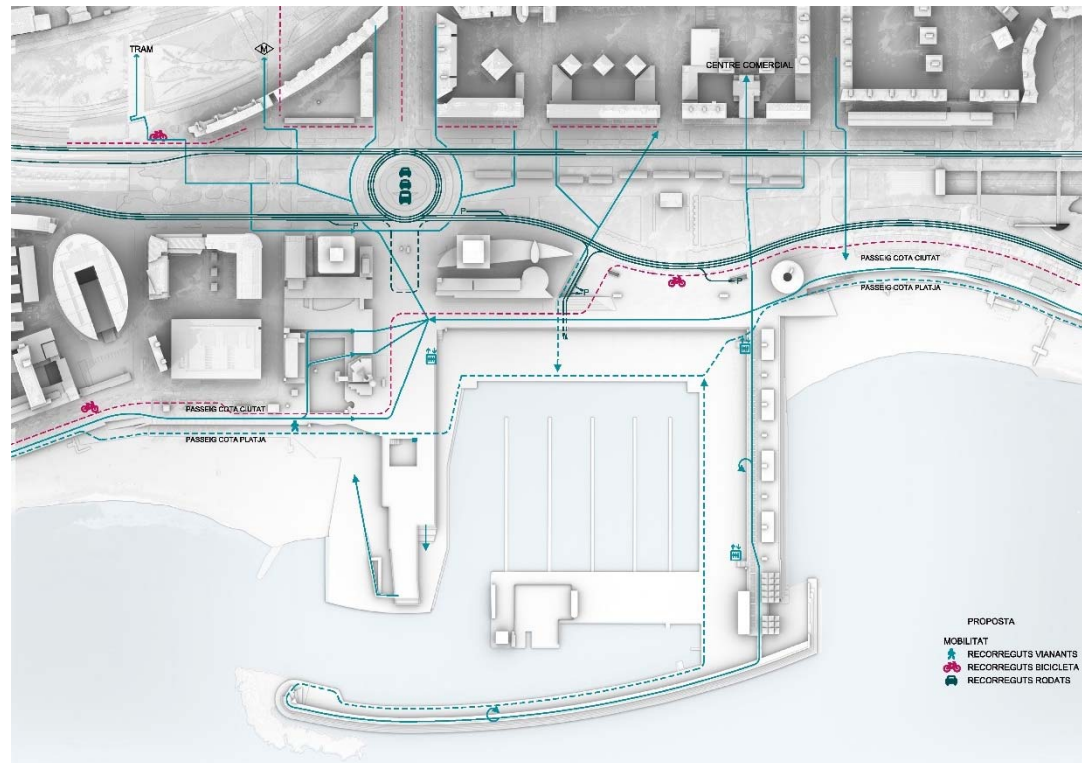 TRAM
M
CENTRE COMERCIAL
P
P
P
P
PASSEIG COTA CIUTAT
PASSEIG COTA PLATJA
PASSEIG COTA CIUTAT
PASSEIG COTA PLATJA
PROPOSTA
MOBILITAT
RECORREGUTS VIANANTS
RECORREGUTS BICICLETA
RECORREGUTS RODATS